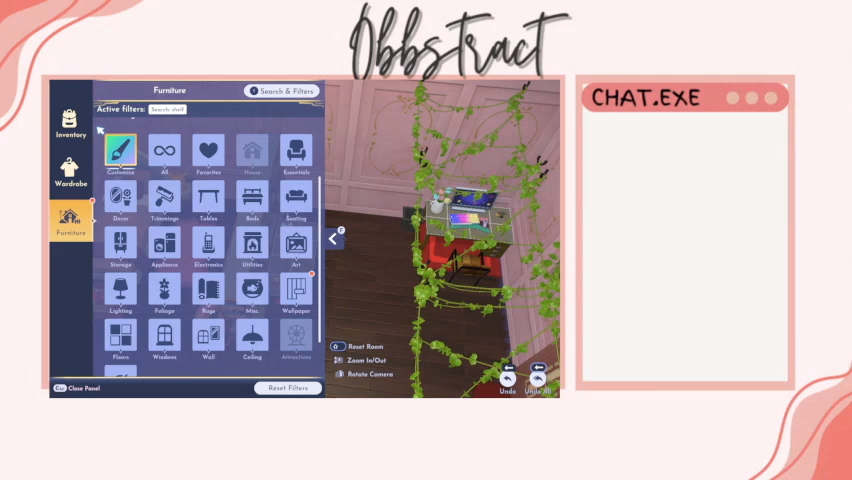 Obbstract
CHAT.EXE
Furniture
Search & Filters
Active filters: Search: shelf
Inventory
Wardrobe
Furniture
Customize All Favorites House Essentials
Decor Trimmings Tables Beds Seating
Storage Appliance Electronics Utilities Art
Lighting Foliage Rugs Misc. Wallpaper
Floors Windows Wall Ceiling Attractions
F
Reset Room
Zoom In/Out
Rotate Camera
Undo
Undo All
Esc Close Panel
Reset Filters